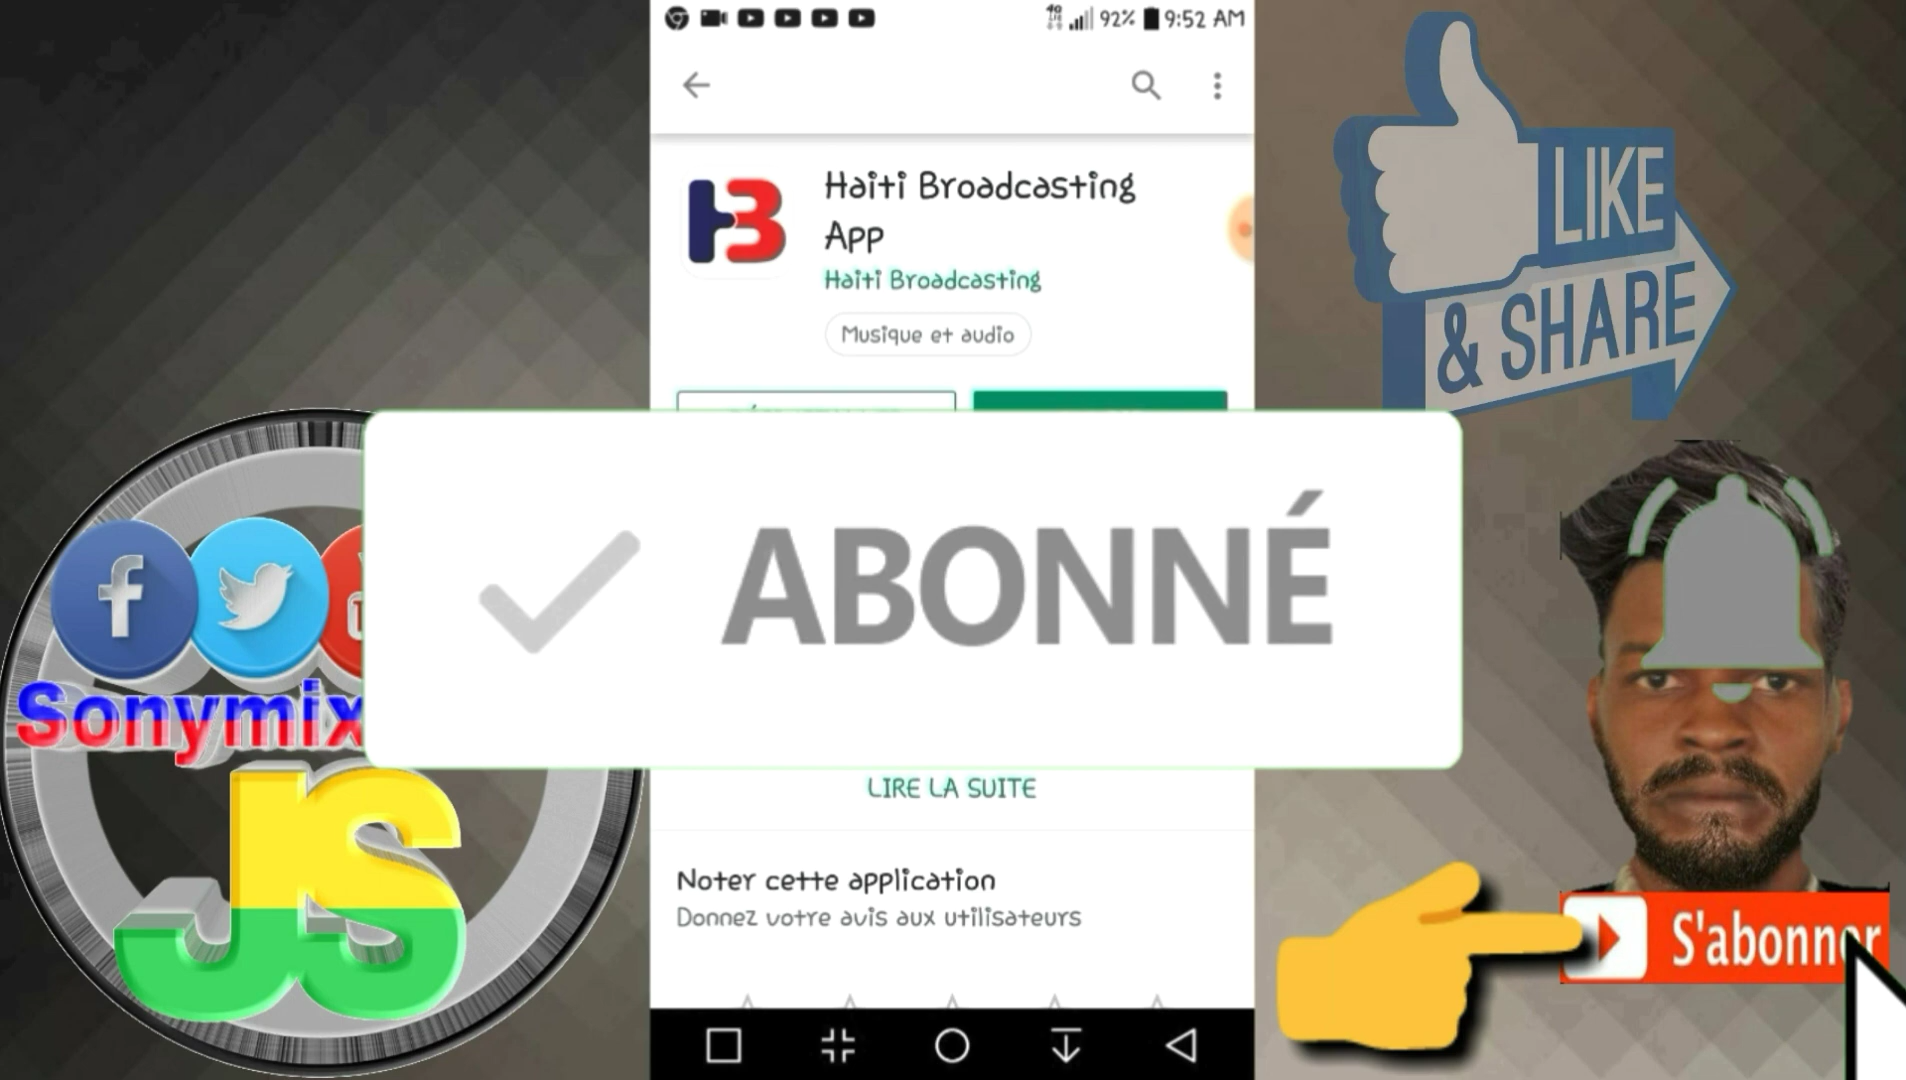 92% 9:52 AM
Haiti Broadcasting
App
Haiti Broadcasting
Musique et audio
LIKE
& SHARE
ABONNÉ
Sonymix
JS
LIRE LA SUITE
Noter cette application
Donnez votre avis aux utilisateurs
S'abonner